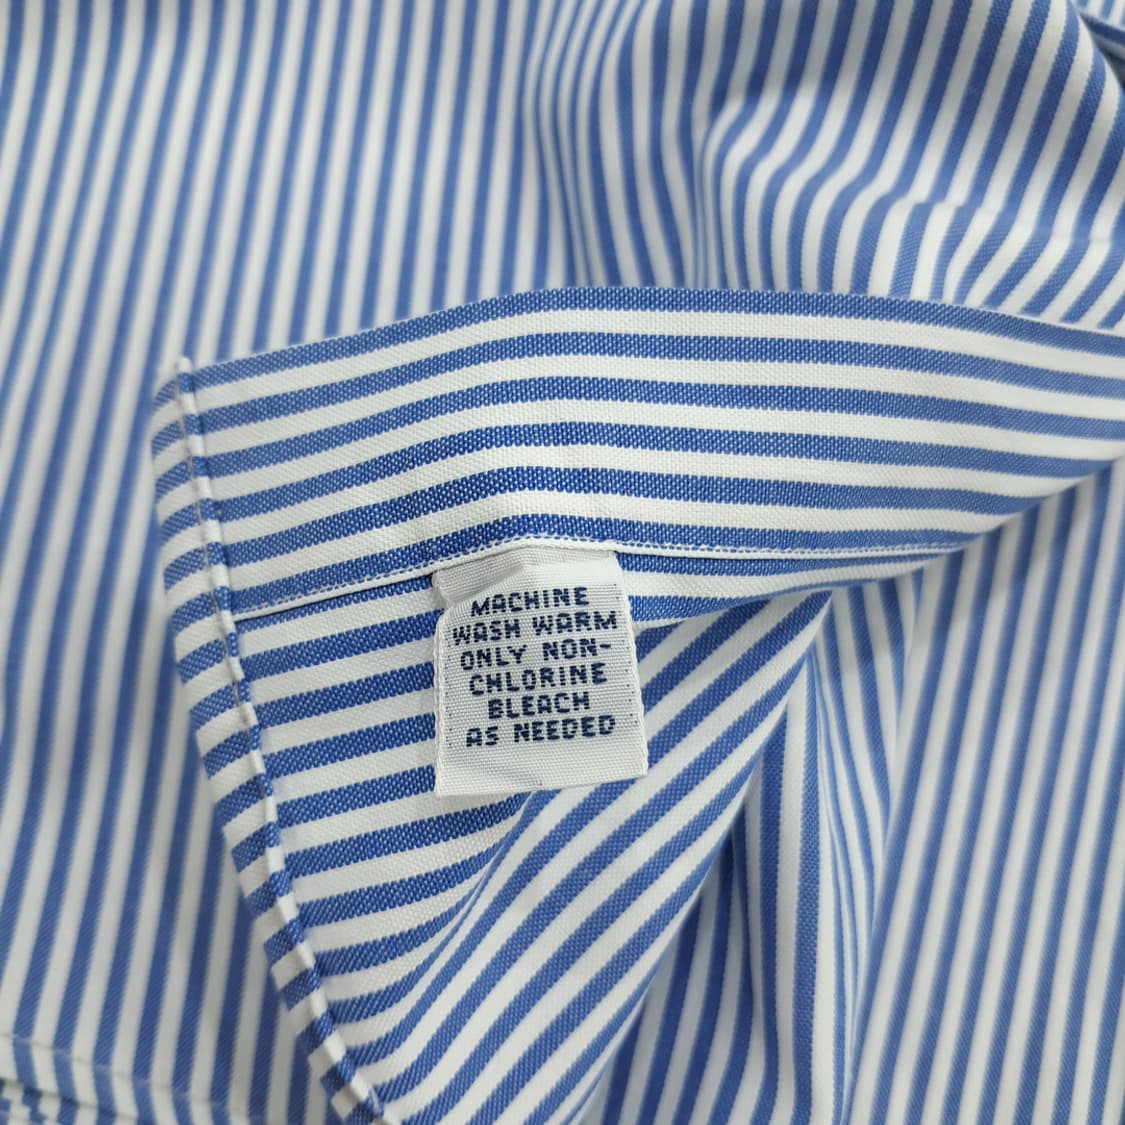 MACHINE
WASH WARM
ONLY NON-
CHLORINE
BLEACH
AS NEEDED